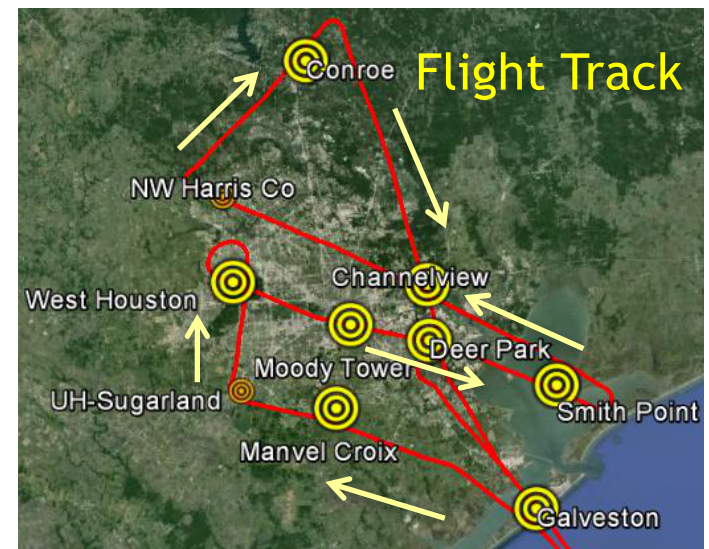 Flight Track
Conroe
NW Harris Co
Channelview
West Houston
Deer Park
Moody Tower
UH-Sugarland
Smith Point
Manvel Croix
Galveston